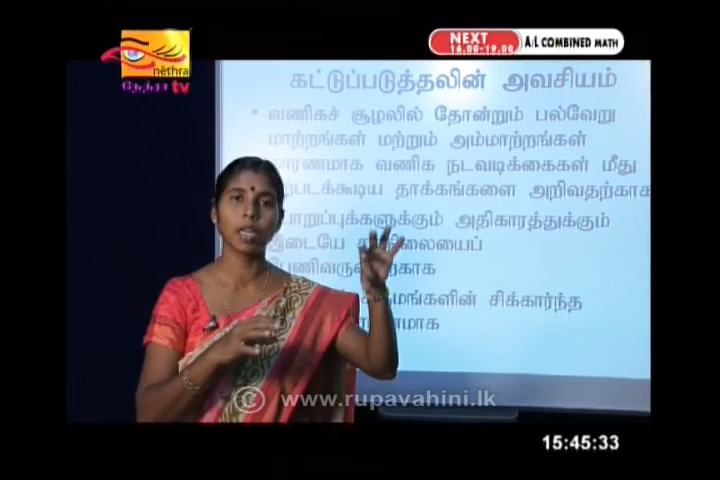 nethra
நேத்ரா tv
NEXT
16.00-19.00
A/L COMBINED MATH
கட்டுப்படுத்தலின் அவசியம்
• வணிகச் சூழலில் தோன்றும் பல்வேறு
மாற்றங்கள் மற்றும் அம்மாற்றங்கள்
வணிக நடவடிக்கைகள் மீது
தாக்கங்களை அறிவதற்காக
அதிகாரத்துக்கும்
இடையே
சிக்கார்ந்த
© www.rupavahini.lk
15:45:33